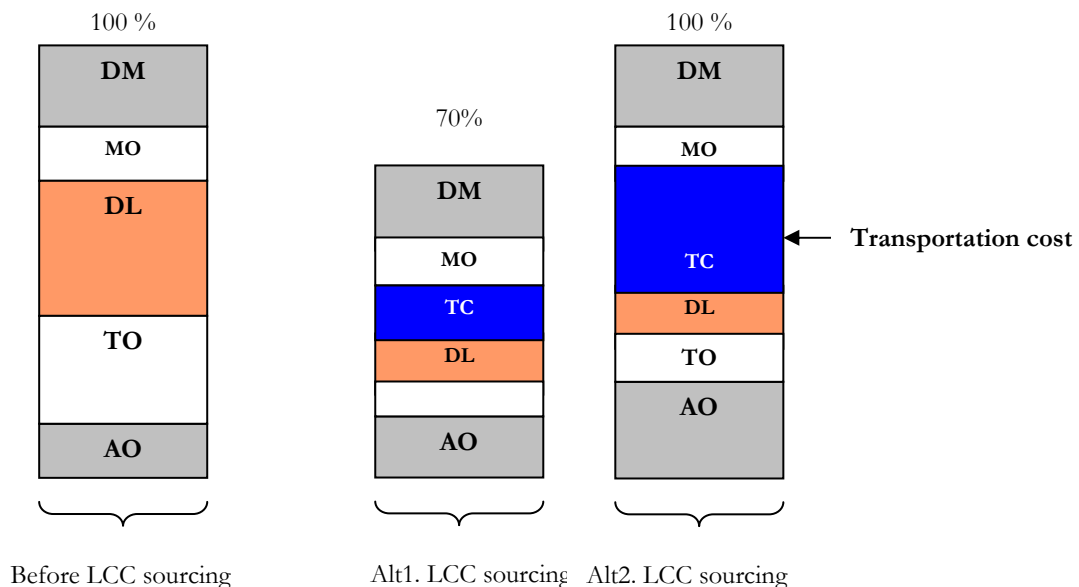 100 %
DM
MO
DL
TO
AO
Before LCC sourcing
70%
DM
MO
TC
DL
AO
Alt1. LCC sourcing
100 %
DM
MO
TC
DL
TO
AO
Alt2. LCC sourcing
Transportation cost